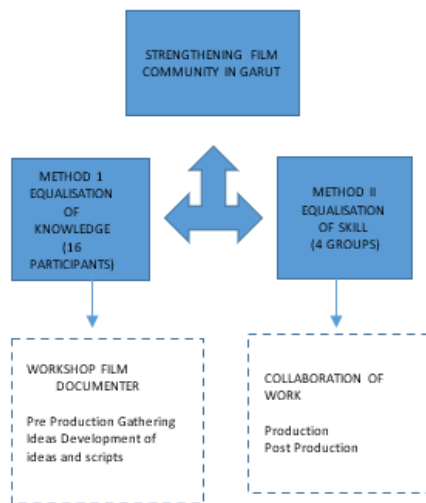 STRENGTHENING FILM
COMMUNITY IN GARUT
METHOD 1
EQUALISATION
OF
KNOWLEDGE
(16
PARTICIPANTS)
METHOD II
EQUALISATION
OF SKILL
(4 GROUPS)
WORKSHOP FILM
DOCUMENTER
Pre Production Gathering
Ideas Development of
ideas and scripts
COLLABORATION OF
WORK
Production
Post Production